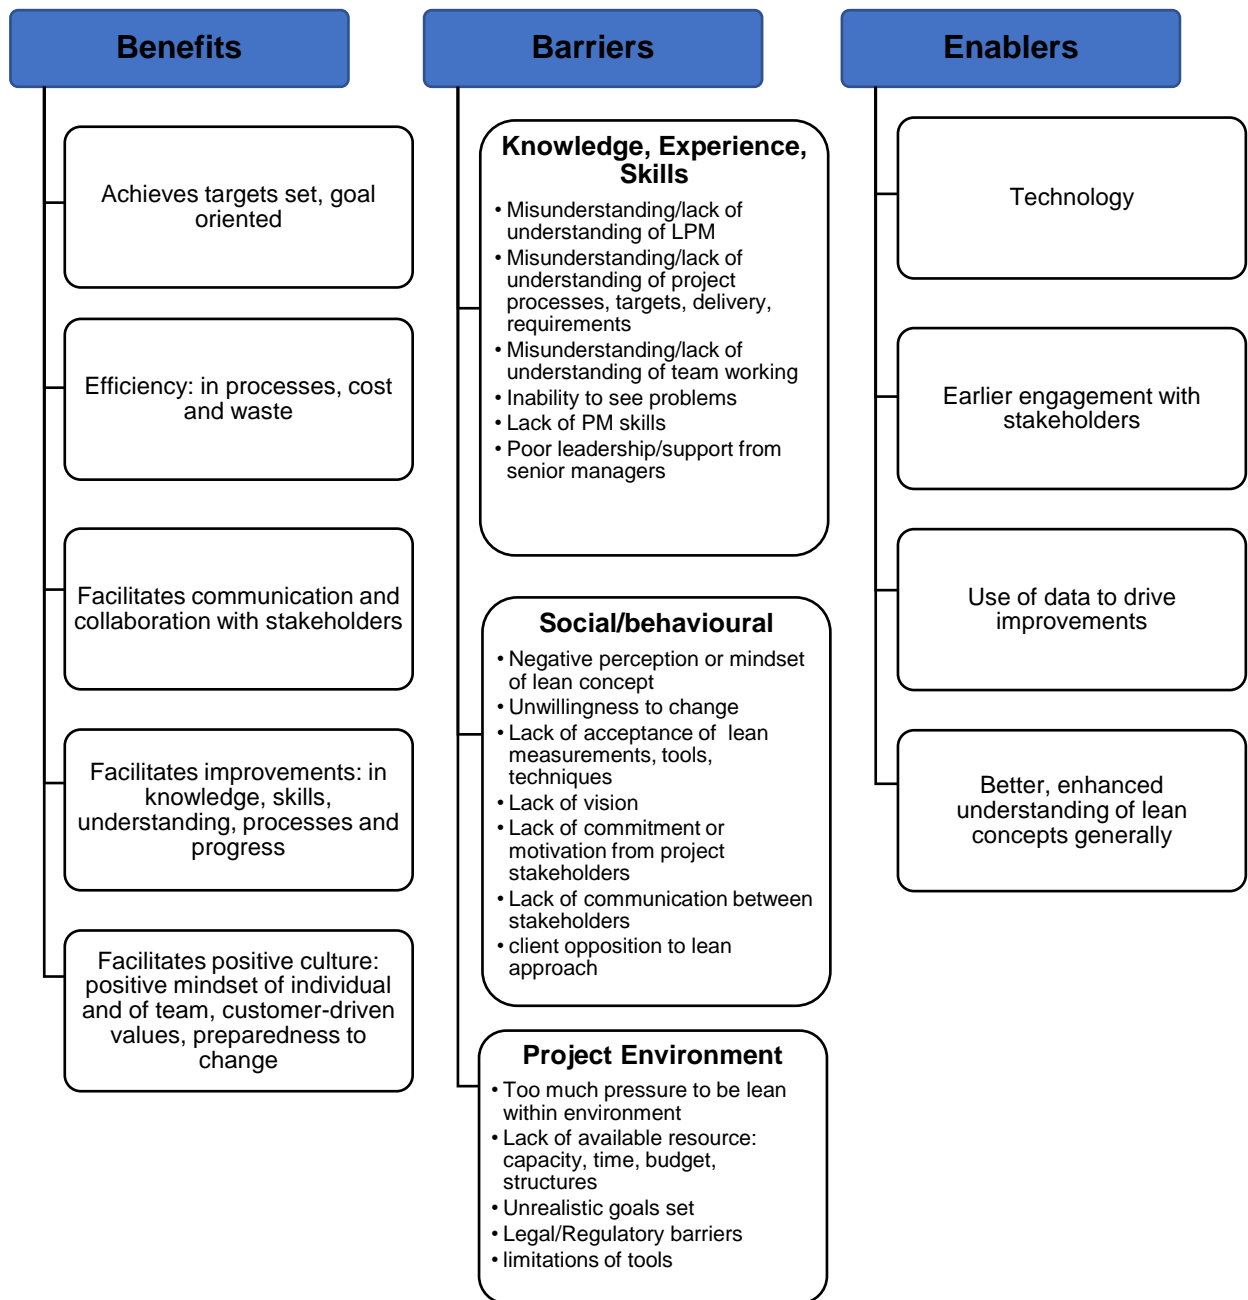 Benefits
Achieves targets set, goal
oriented
Efficiency: in processes, cost
and waste
Facilitates communication and
collaboration with stakeholders
Facilitates improvements: in
knowledge, skills,
understanding, processes and
progress
Facilitates positive culture:
positive mindset of individual
and of team, customer-driven
values, preparedness to
change
Barriers
Knowledge, Experience,
Skills
• Misunderstanding/lack of
understanding of LPM
• Misunderstanding/lack of
understanding of project
processes, targets, delivery,
requirements
• Misunderstanding/lack of
understanding of team working
• Inability to see problems
• Lack of PM skills
• Poor leadership/support from
senior managers
Social/behavioural
• Negative perception or mindset
of lean concept
• Unwillingness to change
• Lack of acceptance of  lean
measurements, tools,
techniques
• Lack of vision
• Lack of commitment or
motivation from project
stakeholders
• Lack of communication between
stakeholders
• client opposition to lean
approach
Project Environment
• Too much pressure to be lean
within environment
• Lack of available resource:
capacity, time, budget,
structures
• Unrealistic goals set
• Legal/Regulatory barriers
• limitations of tools
Enablers
Technology
Earlier engagement with
stakeholders
Use of data to drive
improvements
Better, enhanced
understanding of lean
concepts generally